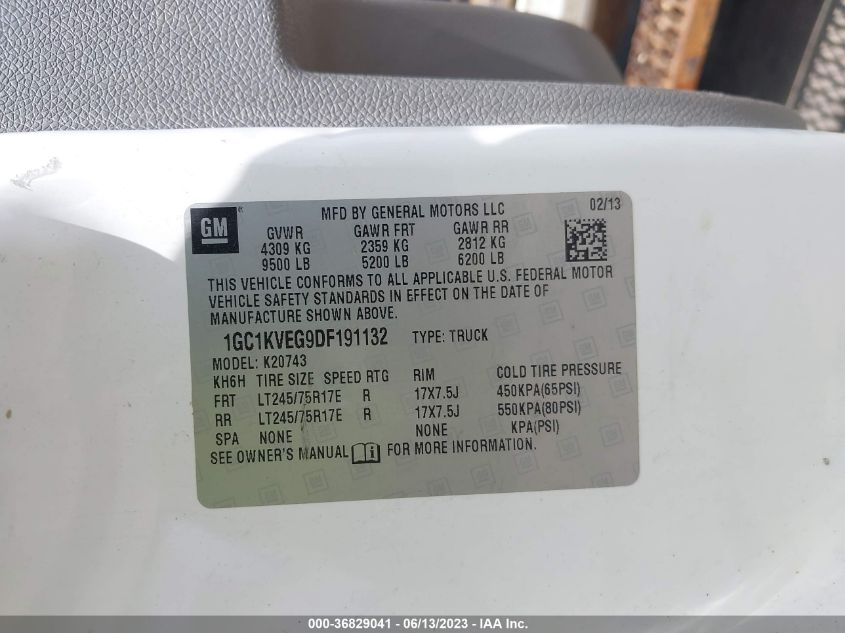 GM
MFD BY GENERAL MOTORS LLC 02/13
GVWR GAWR FRT GAWR RR
4309 KG 2359 KG 2812 KG
9500 LB 5200 LB 6200 LB
THIS VEHICLE CONFORMS TO ALL APPLICABLE U.S. FEDERAL MOTOR
VEHICLE SAFETY STANDARDS IN EFFECT ON THE DATE OF
MANUFACTURE SHOWN ABOVE.
1GC1KVEG9DF191132 TYPE: TRUCK
MODEL: K20743
KH6H TIRE SIZE SPEED RTG RIM COLD TIRE PRESSURE
FRT LT245/75R17E R 17X7.5J 450KPA(65PSI)
RR LT245/75R17E R 17X7.5J 550KPA(80PSI)
SPA NONE NONE KPA(PSI)
SEE OWNER'S MANUAL i FOR MORE INFORMATION.
000-36829041 - 06/13/2023 - IAA Inc.